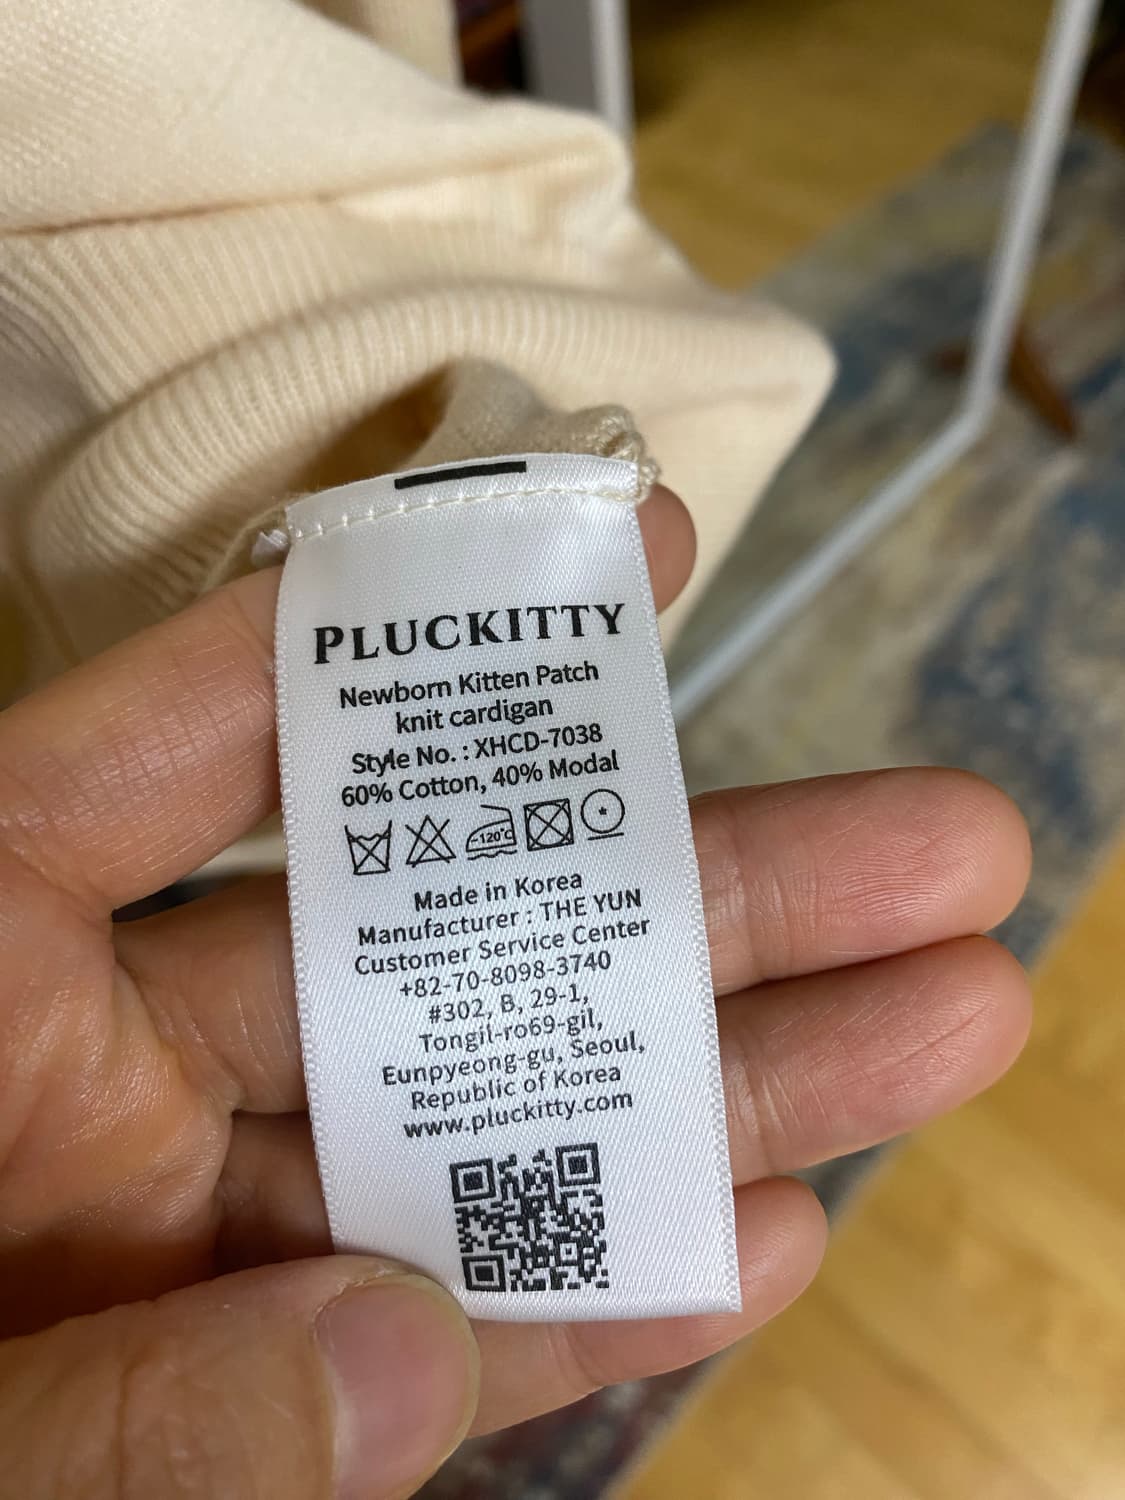 PLUCKITTY
Newborn Kitten Patch
knit cardigan
Style No. : XHCD-7038
60% Cotton, 40% Modal
~120°C
Made in Korea
Manufacturer : THE YUN
Customer Service Center
+82-70-8098-3740
#302, B, 29-1,
Tongil-ro69-gil,
Eunpyeong-gu, Seoul,
Republic of Korea
www.pluckitty.com